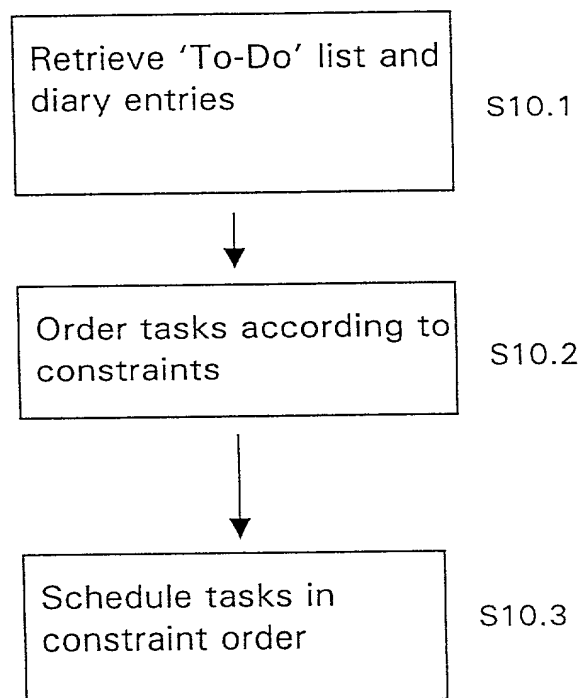 Retrieve ‘To-Do’ list and
diary entries
S10.1
Order tasks according to
constraints
S10.2
Schedule tasks in
constraint order
S10.3